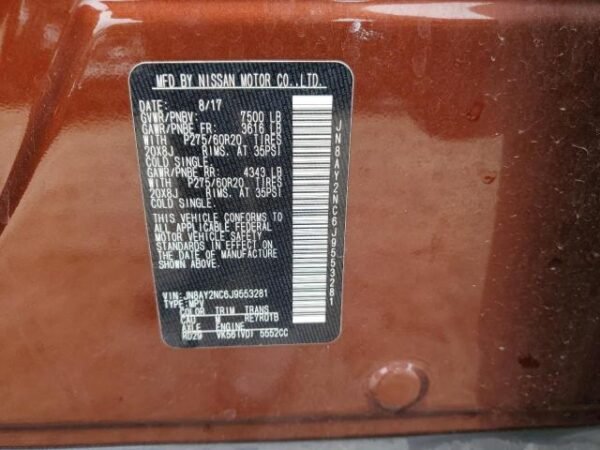 MFD BY NISSAN MOTOR CO.,LTD.
DATE: 8/17
GVWR/PNBV: 7500 LB
GAWR/PNBE FR: 3616 LB
WITH P275/60R20 TIRES
20X8J RIMS. AT 35PSI
COLD SINGLE.
GAWR/PNBE RR: 4343 LB
WITH P275/60R20 TIRES
20X8J RIMS. AT 35PSI
COLD SINGLE.
THIS VEHICLE CONFORMS TO
ALL APPLICABLE FEDERAL
MOTOR VEHICLE SAFETY
STANDARDS IN EFFECT ON
THE DATE OF MANUFACTURE
SHOWN ABOVE.
VIN:JN8AY2NC6J9553281
TYPE:MPV
COLOR TRIM TRANS
M RE7R01B
AXLE ENGINE
RD29 VK56(VD) 5552CC
JN8AY2NC6J9553281